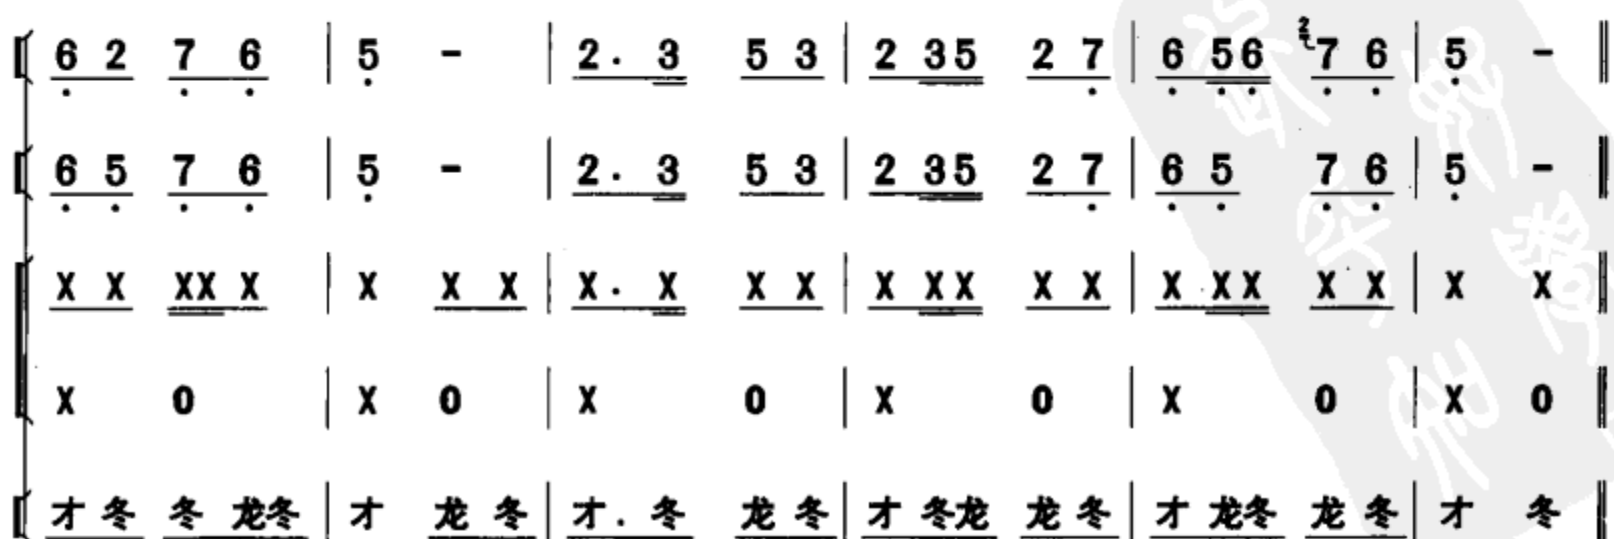 6 2 7 6 | 5 - | 2. 3 5 3 | 2 35 2 7 | 6 56 ²7 6 | 5 - ‖
6 5 7 6 | 5 - | 2. 3 5 3 | 2 35 2 7 | 6 5 7 6 | 5 - ‖
X X XX X | X X X | X. X X X | X XX X X | X XX X X | X X ‖
X 0 | X 0 | X 0 | X 0 | X 0 | X 0 ‖
才 冬 冬 龙冬 | 才 龙 冬 | 才. 冬 龙 冬 | 才 冬龙 龙 冬 | 才 龙冬 龙 冬 | 才 冬 ‖